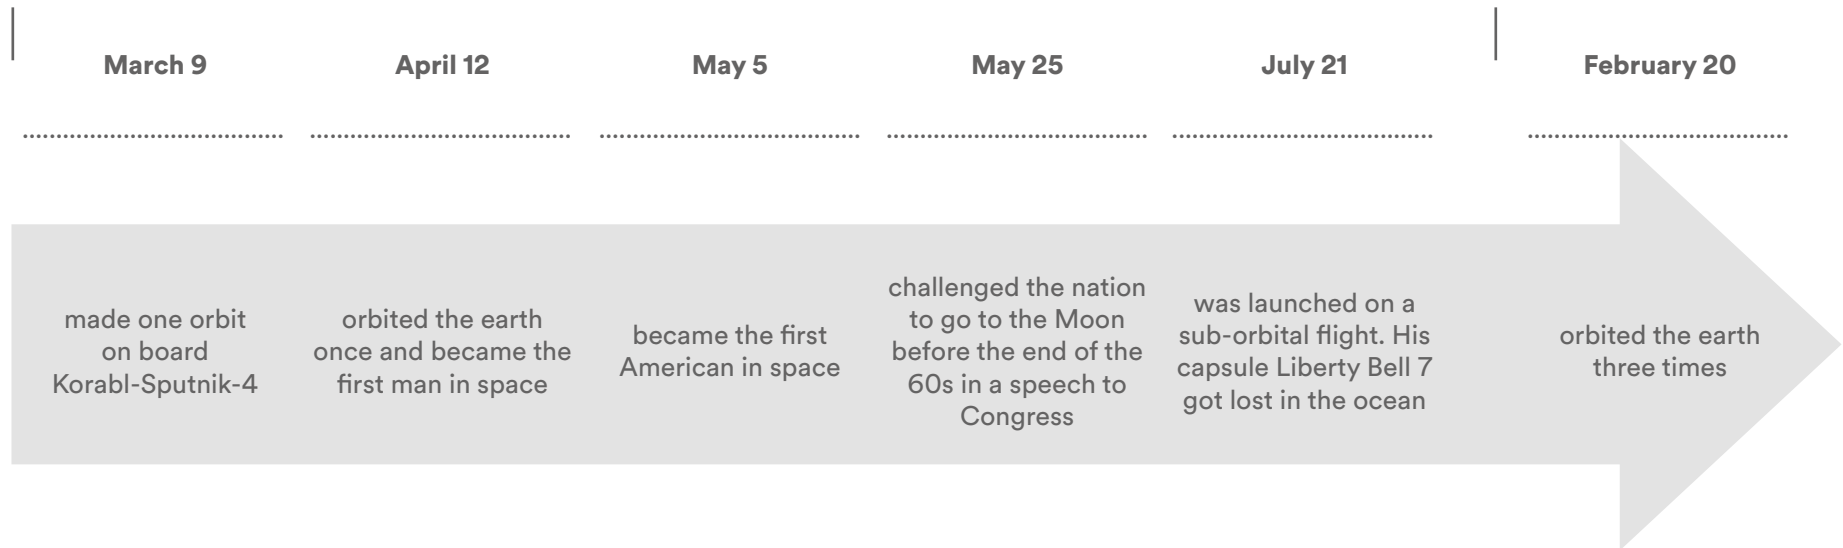 March 9
April 12
May 5
May 25
July 21
February 20
made one orbit
on board
Korabl-Sputnik-4
orbited the earth
once and became the
first man in space
became the first
American in space
challenged the nation
to go to the Moon
before the end of the
60s in a speech to
Congress
was launched on a
sub-orbital flight. His
capsule Liberty Bell 7
got lost in the ocean
orbited the earth
three times